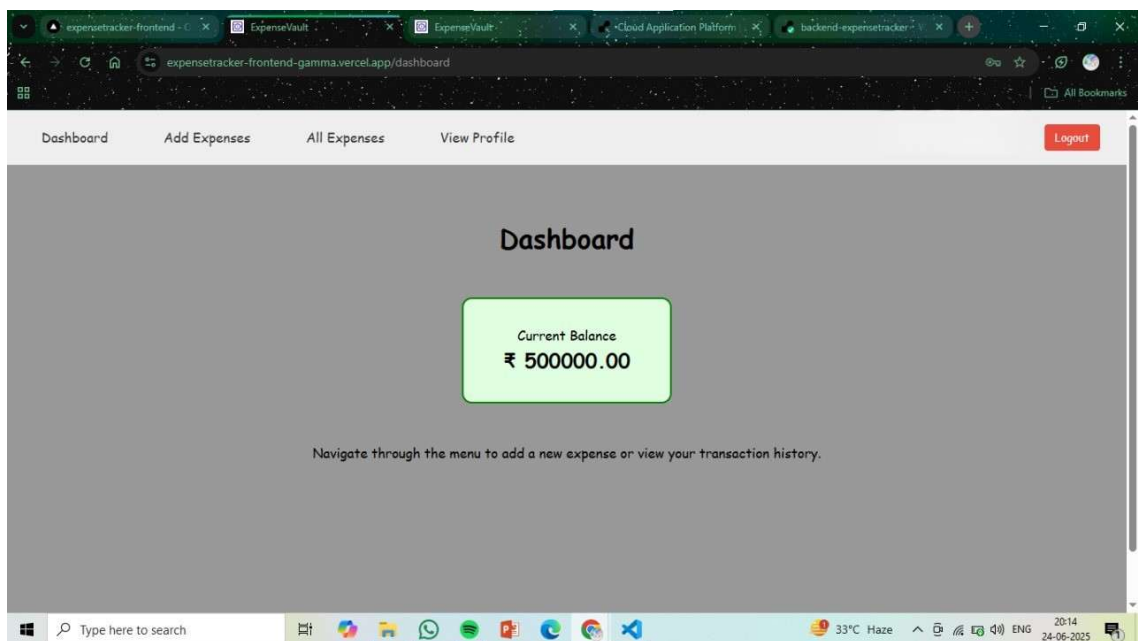 expensetracker-frontend - ExpenseVault ExpenseVault Cloud Application Platform backend-expensetracker -
expensetracker-frontend-gamma.vercel.app/dashboard
All Bookmarks
Dashboard Add Expenses All Expenses View Profile Logout
Dashboard
Current Balance
₹ 500000.00
Navigate through the menu to add a new expense or view your transaction history.
Type here to search 33°C Haze ENG 20:14
24-06-2025